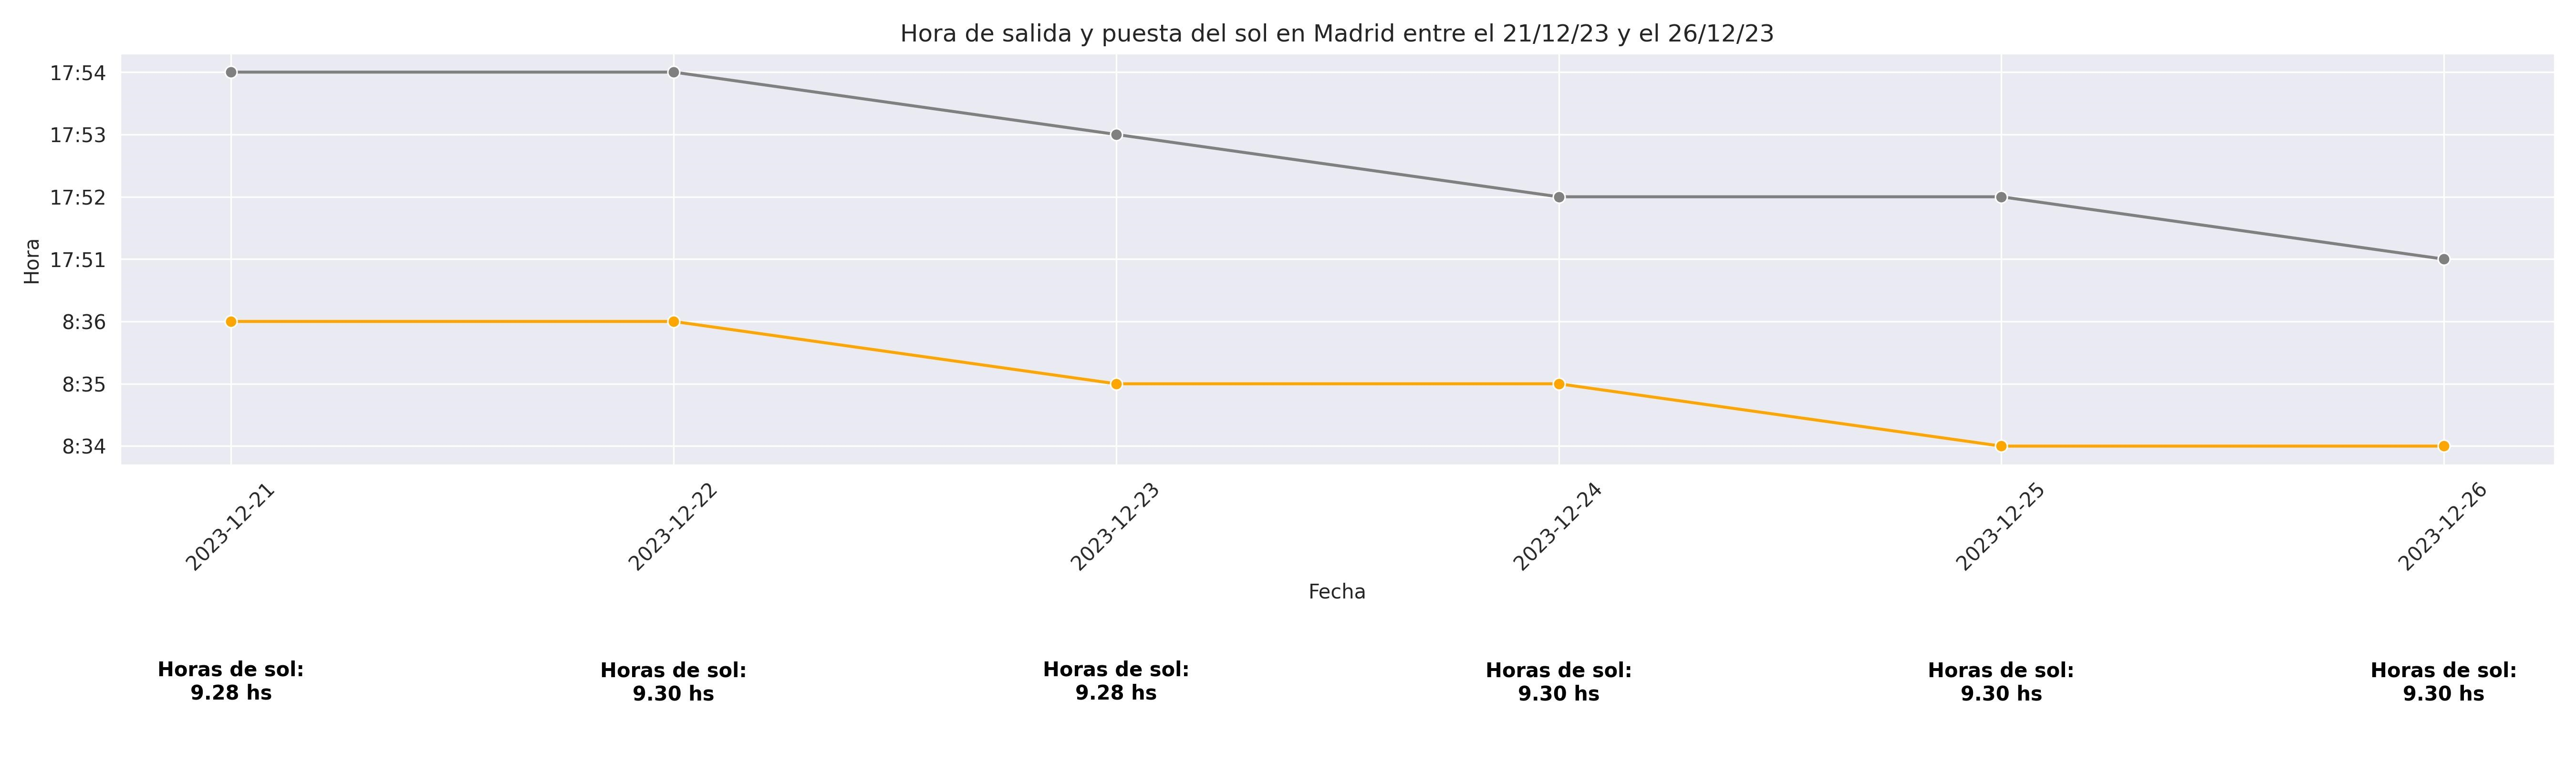 Hora de salida y puesta del sol en Madrid entre el 21/12/23 y el 26/12/23
17:54
17:53
17:52
17:51
8:36
8:35
8:34
Hora
2023-12-21
2023-12-22
2023-12-23
2023-12-24
2023-12-25
2023-12-26
Fecha
Horas de sol:
9.28 hs
Horas de sol:
9.30 hs
Horas de sol:
9.28 hs
Horas de sol:
9.30 hs
Horas de sol:
9.30 hs
Horas de sol:
9.30 hs